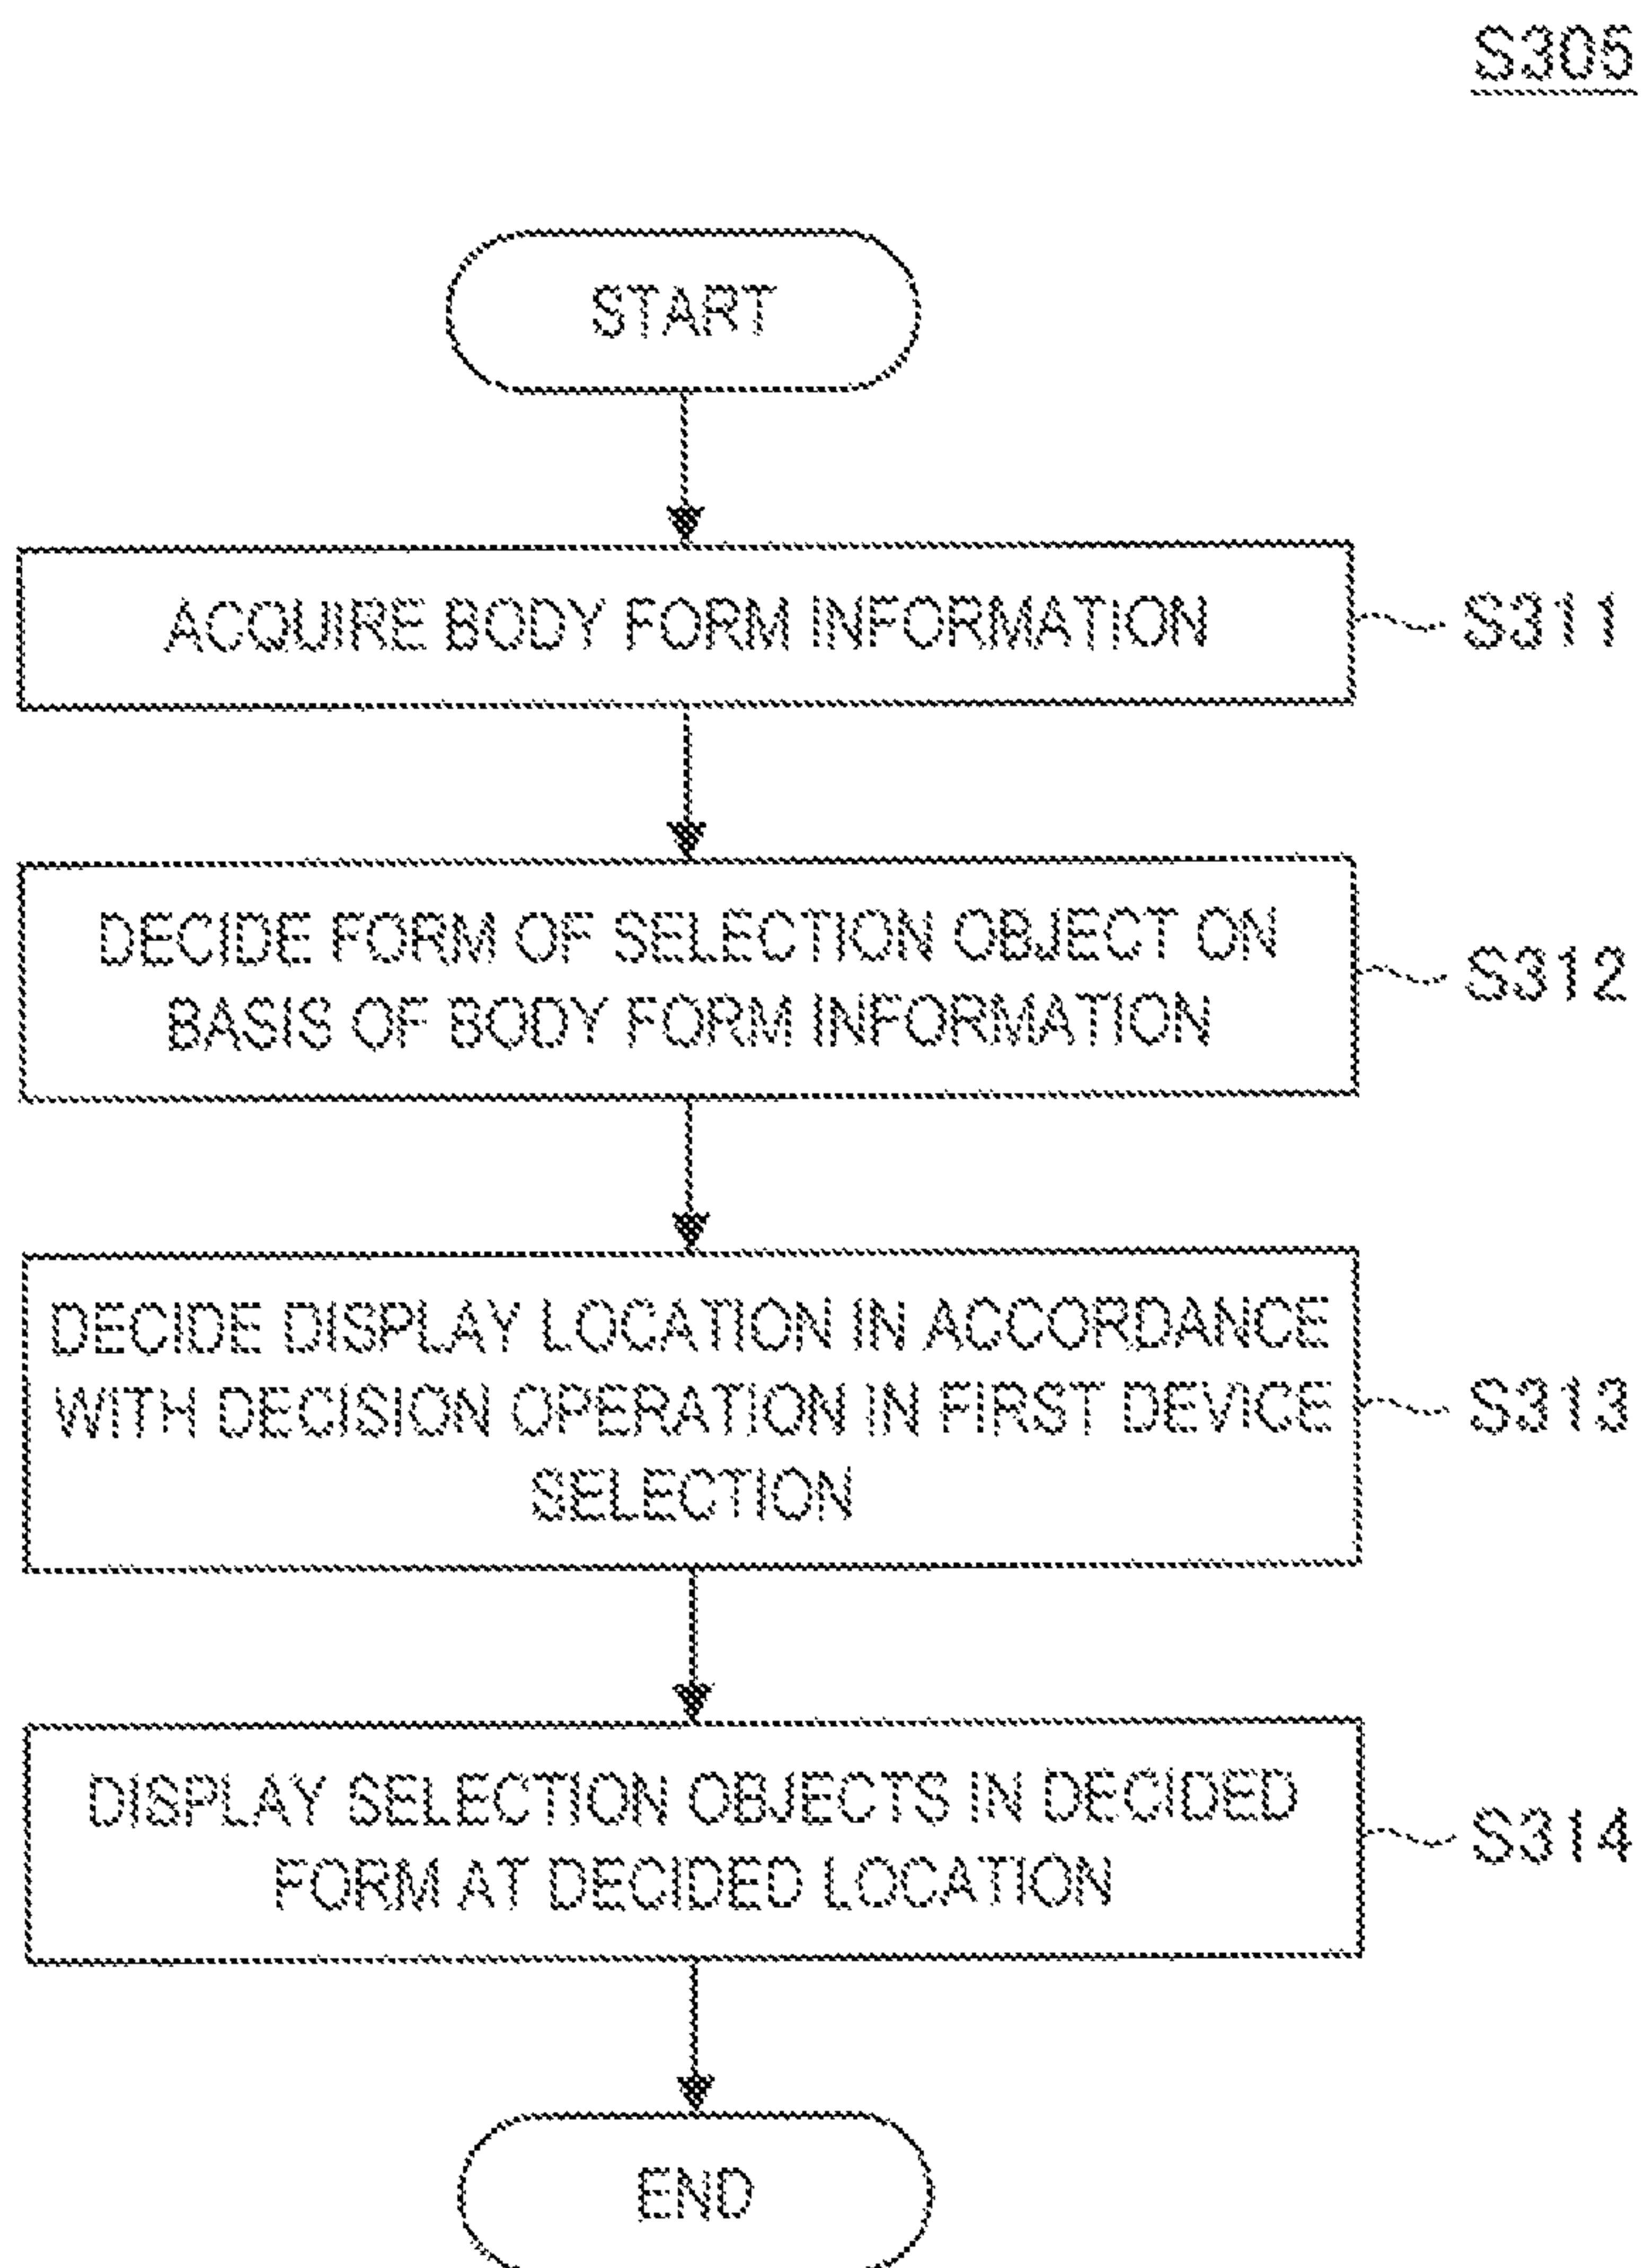 S305
START
ACQUIRE BODY FORM INFORMATION
S311
DECIDE FORM OF SELECTION OBJECT ON
BASIS OF BODY FORM INFORMATION
S312
DECIDE DISPLAY LOCATION IN ACCORDANCE
WITH DECISION OPERATION IN FIRST DEVICE
SELECTION
S313
DISPLAY SELECTION OBJECTS IN DECIDED
FORM AT DECIDED LOCATION
S314
END